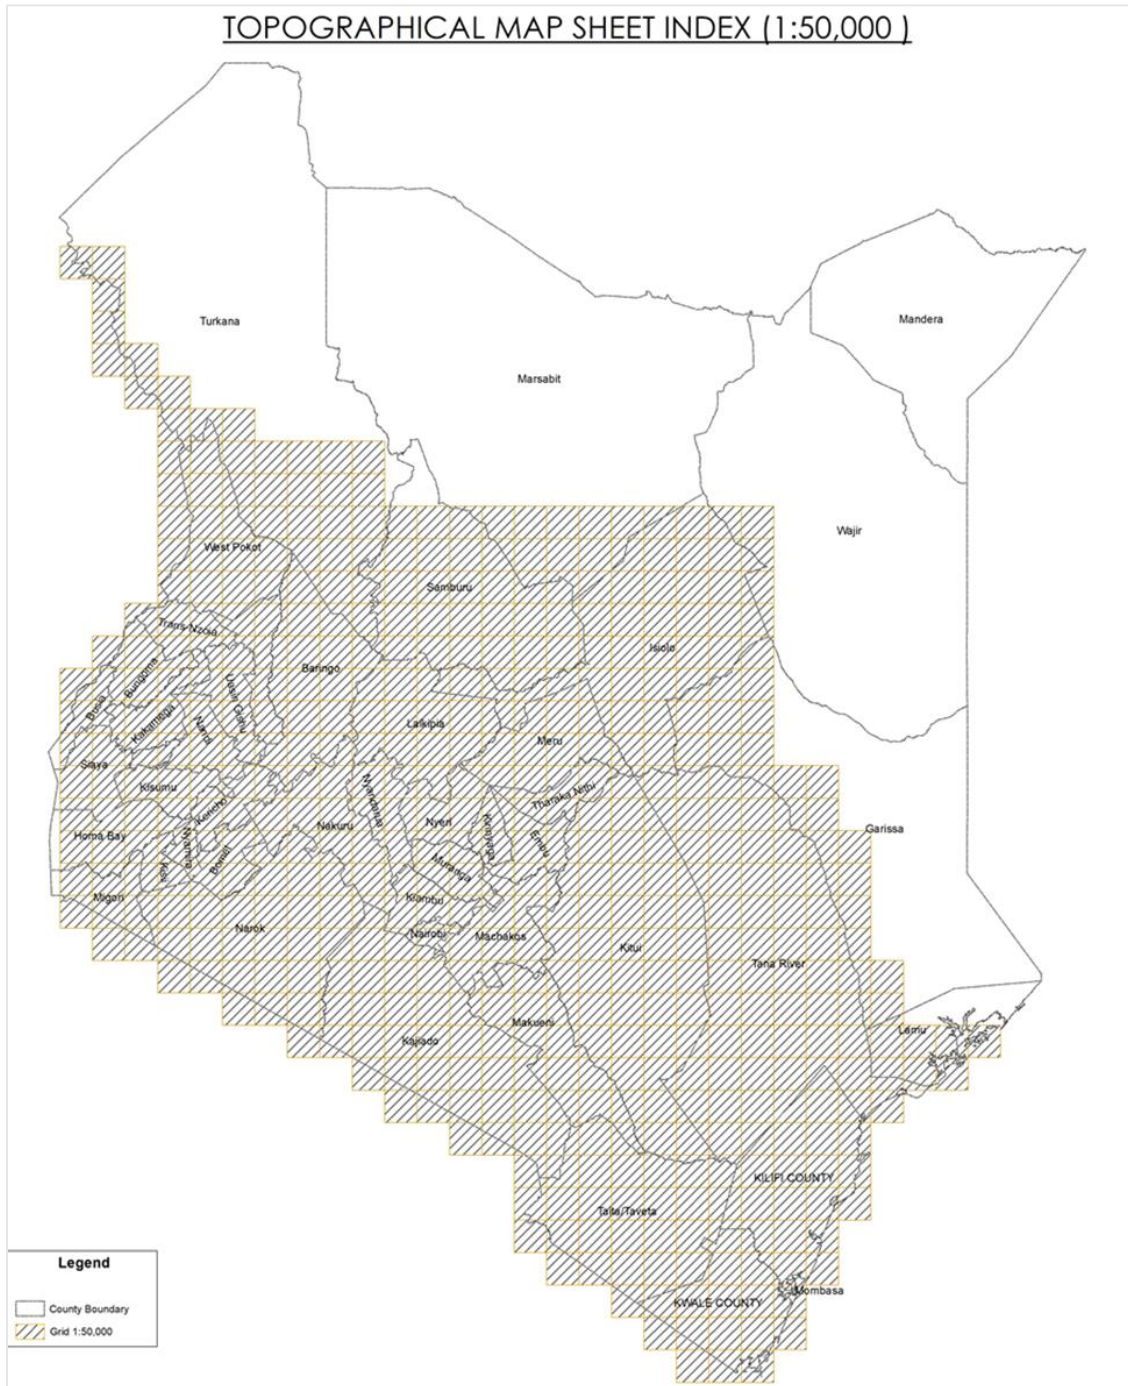 TOPOGRAPHICAL MAP SHEET INDEX (1:50,000 )
Turkana
Mandera
Marsabit
Wajir
West Pokot
Samburu
Trans-Nzoia
Isiolo
Baringo
Bungoma
Uasin Gishu
Busia
Kakamega
Nandi
Laikipia
Meru
Siaya
Kisumu
Nyandarua
Tharaka Nithi
Kericho
Nyeri
Kirinyaga
Embu
Nakuru
Garissa
Homa Bay
Nyamira
Bomet
Kisii
Muranga
Migori
Kiambu
Narok
Nairobi
Machakos
Kitui
Tana River
Makueni
Lamu
Kajiado
KILIFI COUNTY
Taita/Taveta
Mombasa
KWALE COUNTY
Legend
County Boundary
Grid 1:50,000